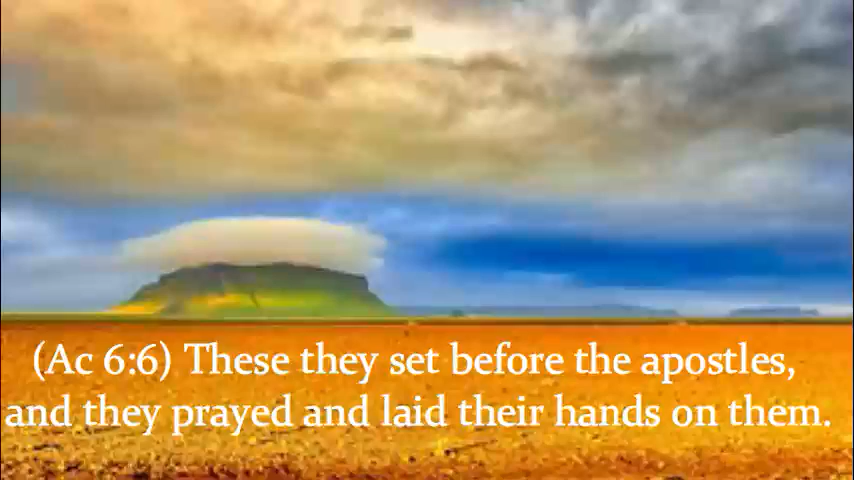 (Ac 6:6) These they set before the apostles,
and they prayed and laid their hands on them.